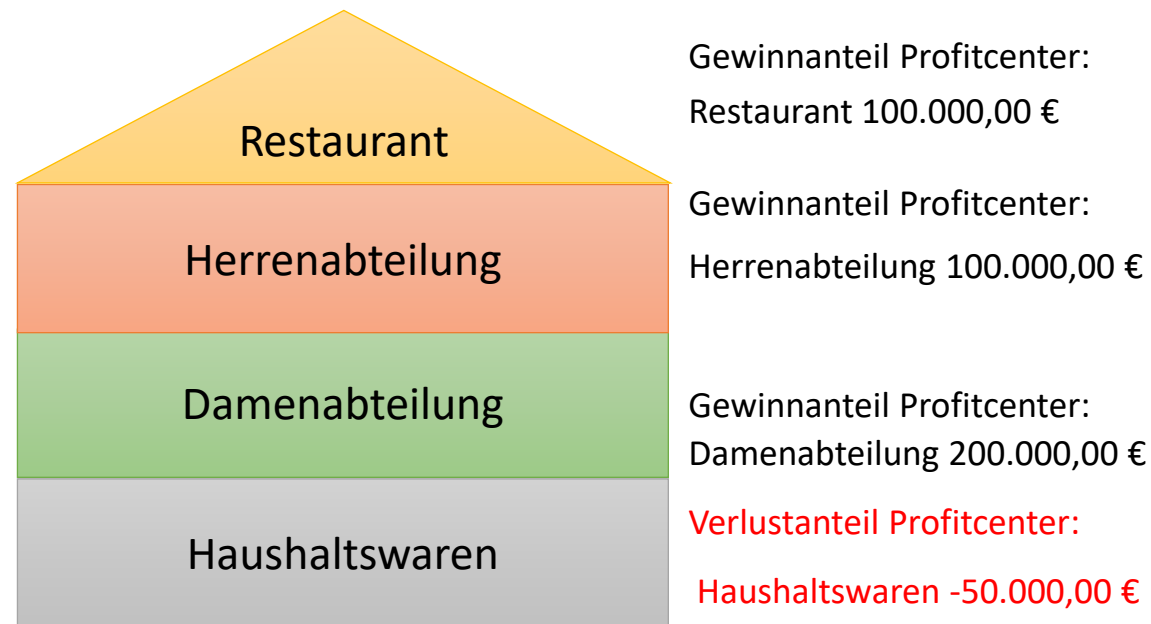 Restaurant
Gewinnanteil Profitcenter:
Restaurant 100.000,00 €
Herrenabteilung
Gewinnanteil Profitcenter:
Herrenabteilung 100.000,00 €
Damenabteilung
Gewinnanteil Profitcenter:
Damenabteilung 200.000,00 €
Haushaltswaren
Verlustanteil Profitcenter:
Haushaltswaren -50.000,00 €